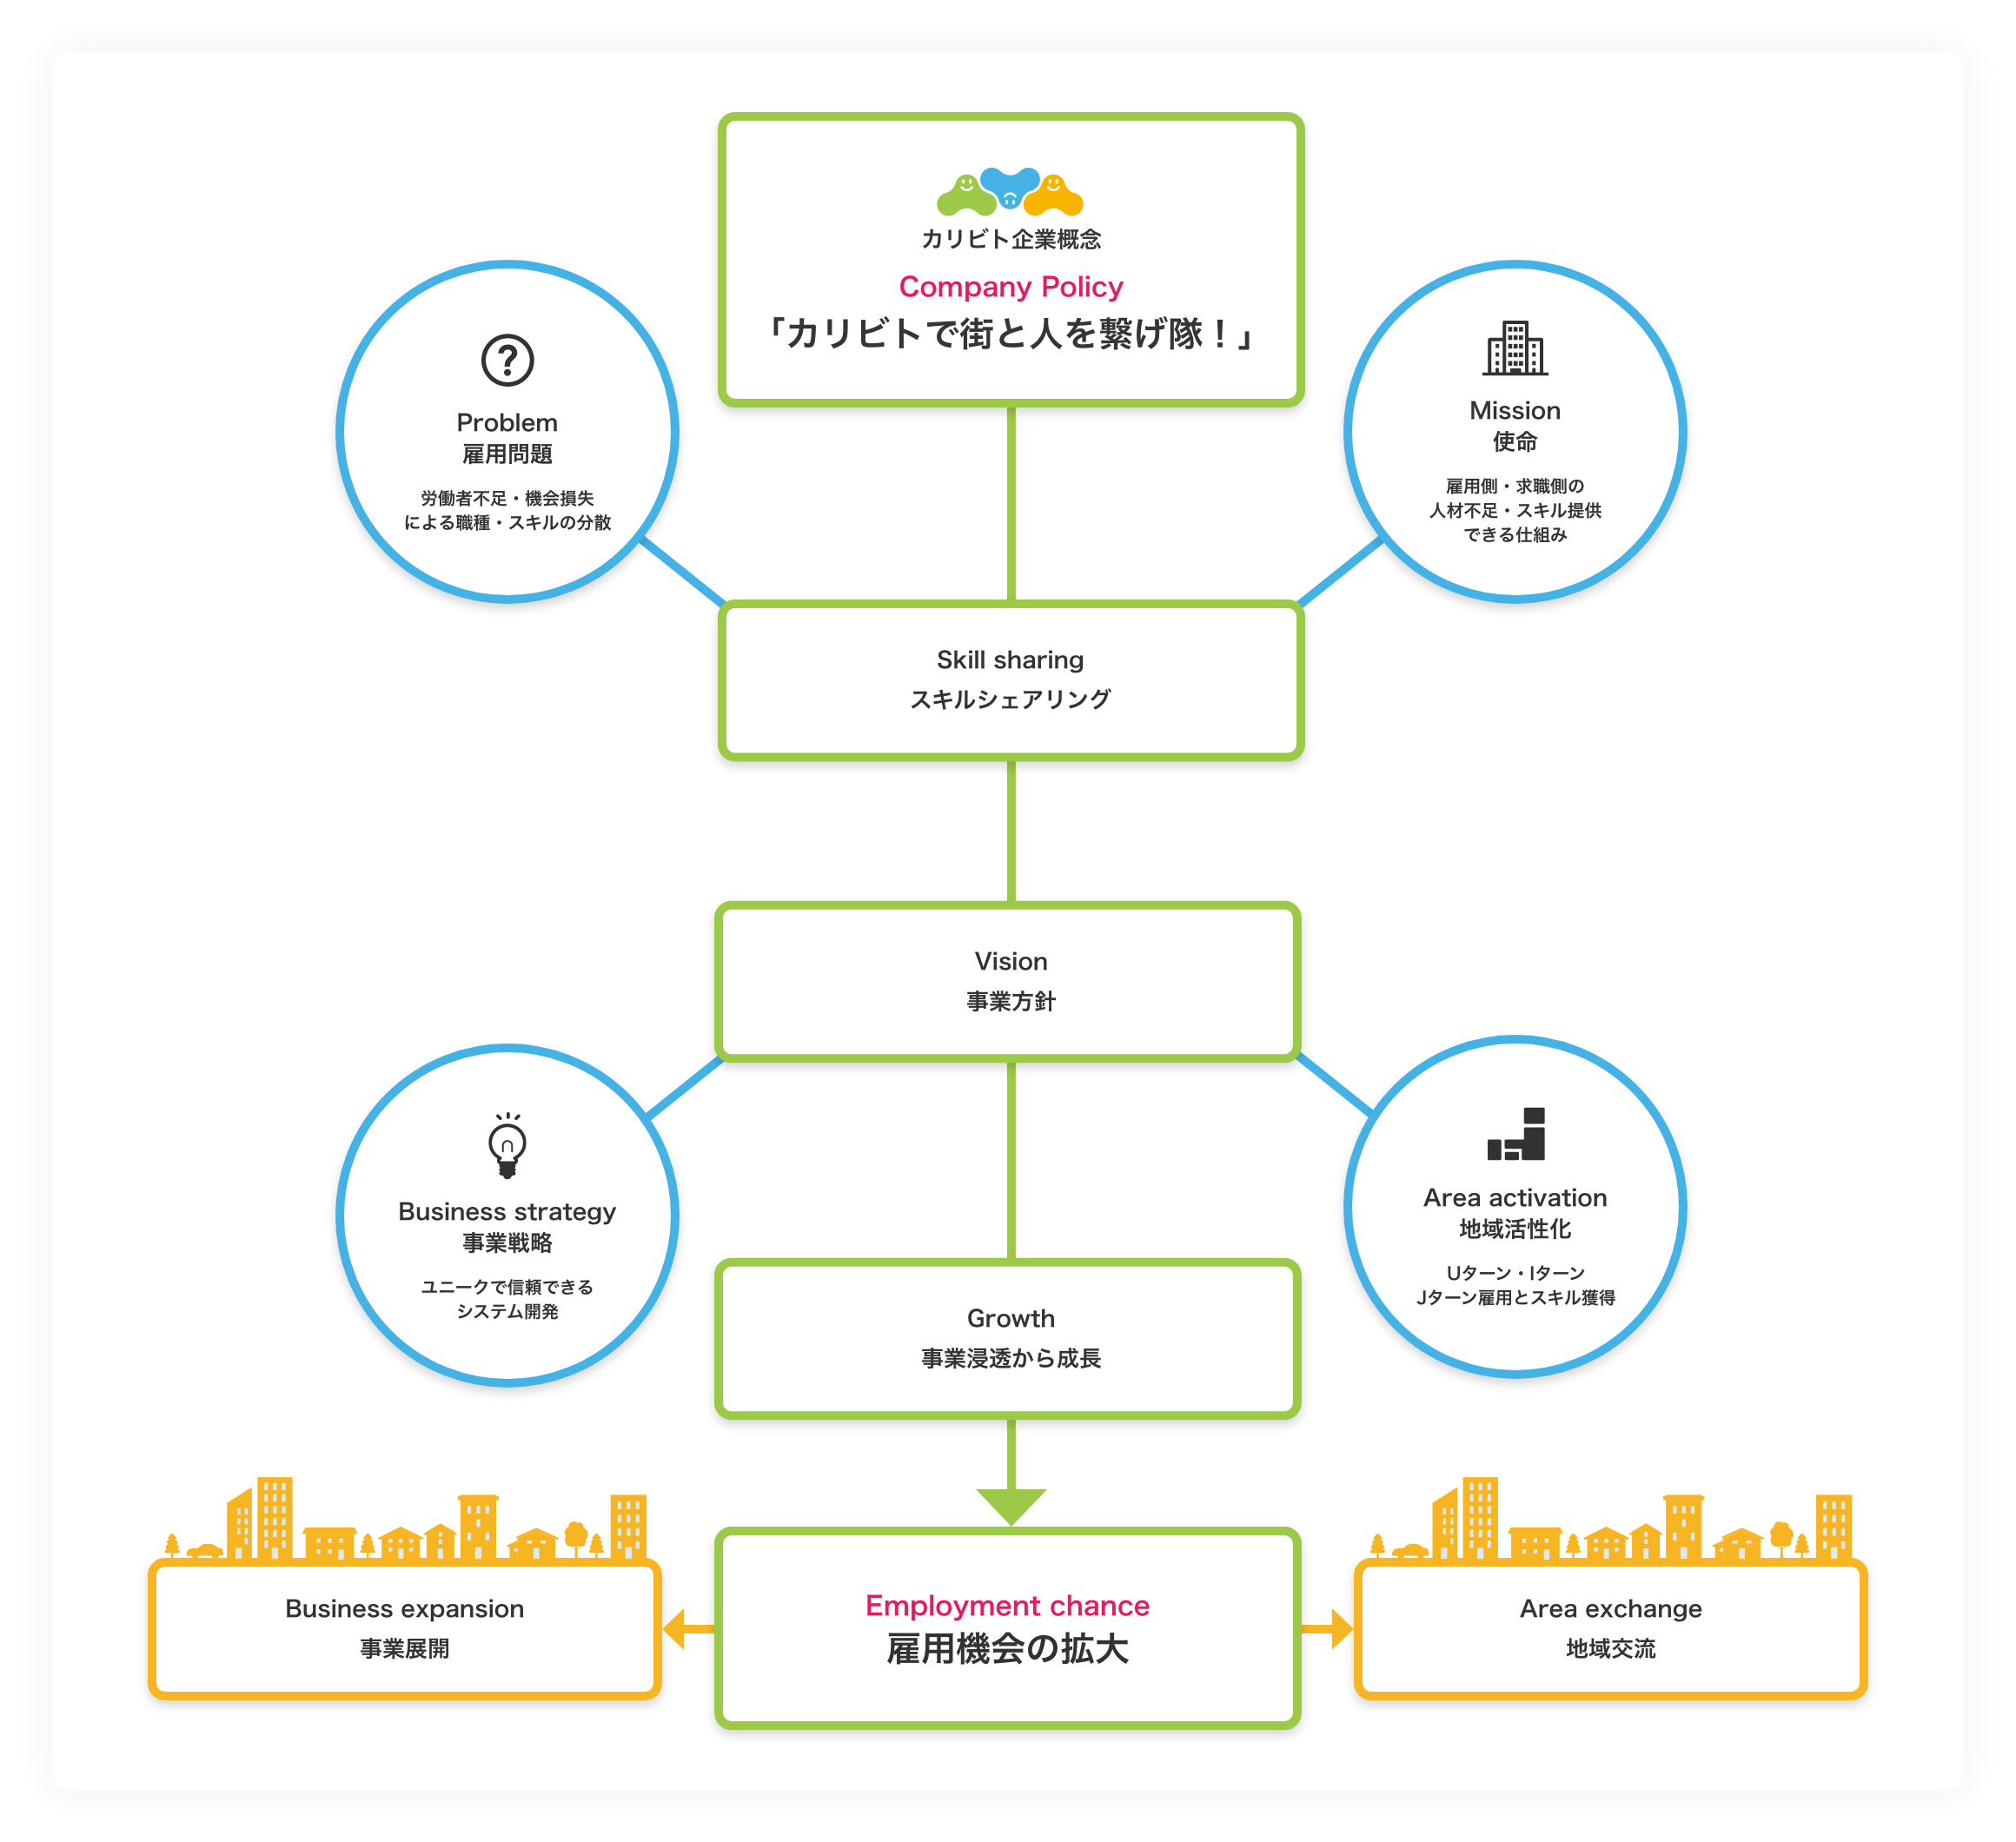 カリビト企業概念
Company Policy
「カリビトで街と人を繋げ隊！」
Problem
雇用問題
労働者不足・機会損失
による職種・スキルの分散
Mission
使命
雇用側・求職側の
人材不足・スキル提供
できる仕組み
Skill sharing
スキルシェアリング
Vision
事業方針
Business strategy
事業戦略
ユニークで信頼できる
システム開発
Area activation
地域活性化
Uターン・Iターン
Jターン雇用とスキル獲得
Growth
事業浸透から成長
Business expansion
事業展開
Employment chance
雇用機会の拡大
Area exchange
地域交流